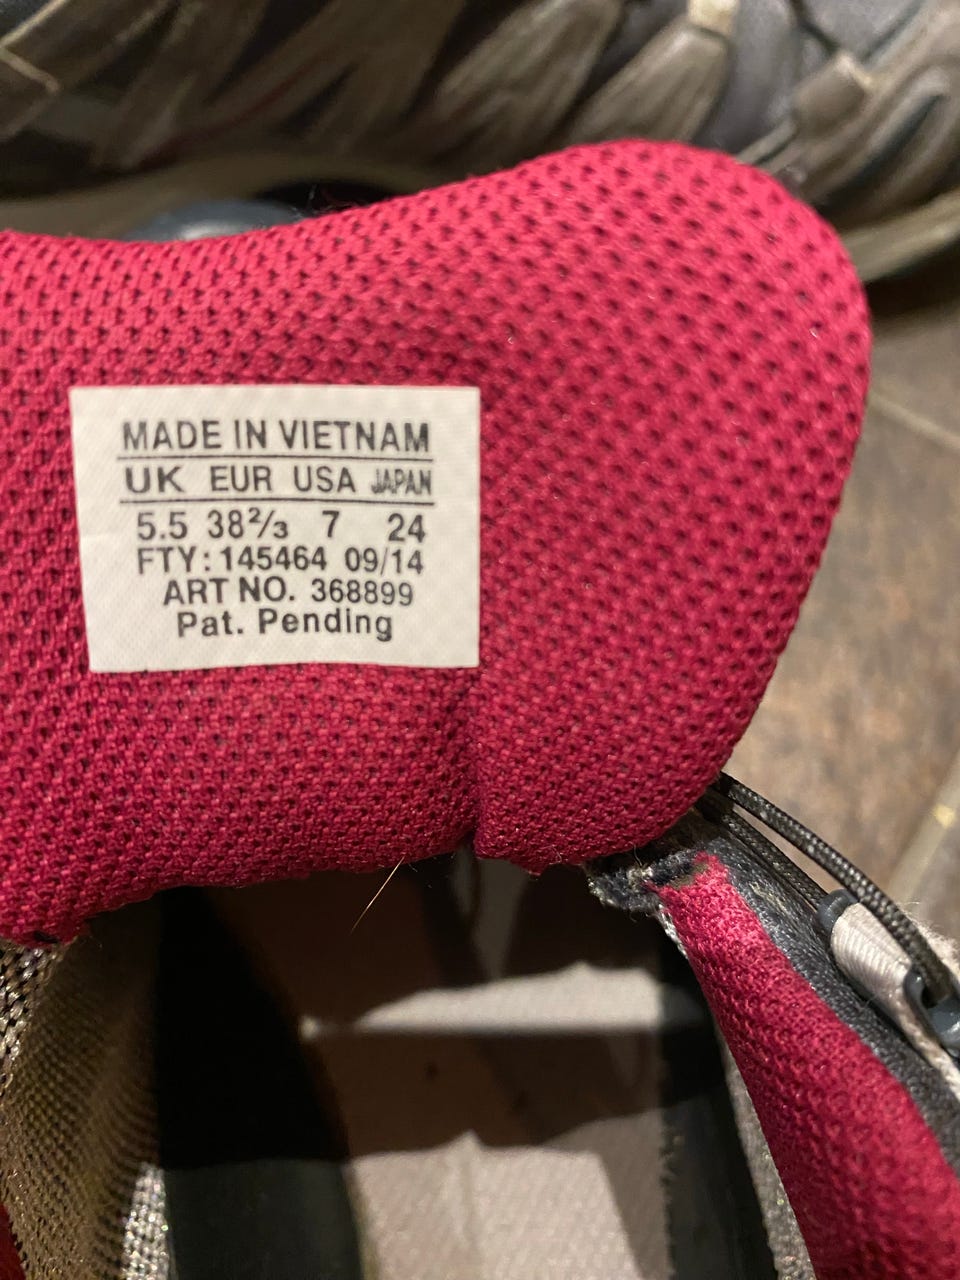 MADE IN VIETNAM
UK EUR USA JAPAN
5.5 38⅔ 7 24
FTY: 145464 09/14
ART NO. 368899
Pat. Pending